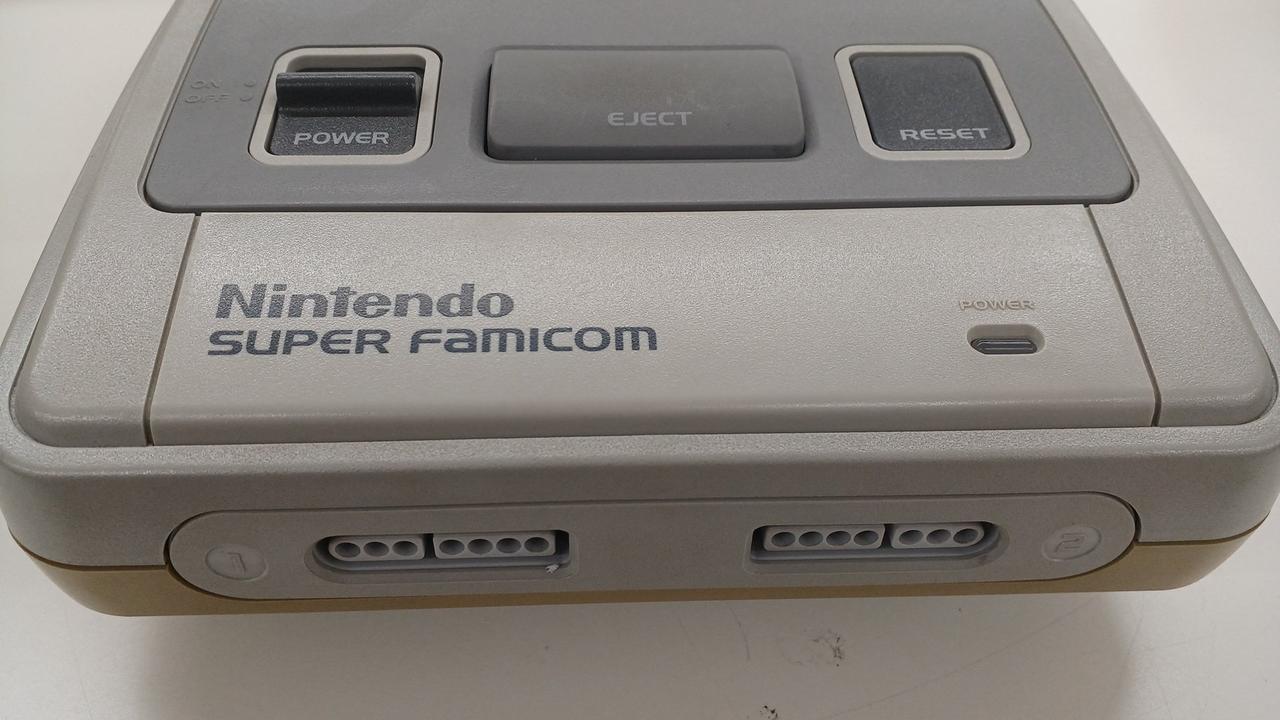 ON
OFF
POWER
EJECT
RESET
Nintendo
SUPER FAMICOM
POWER
1
2